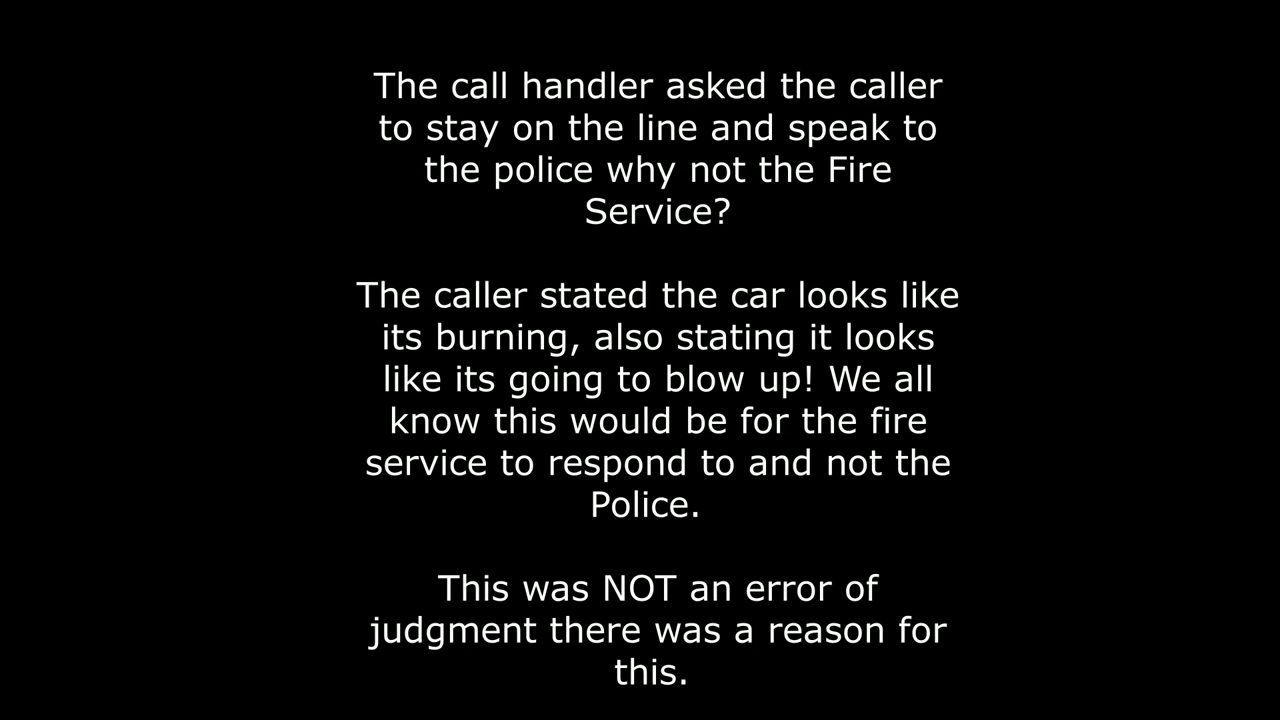 The call handler asked the caller
to stay on the line and speak to
the police why not the Fire
Service?
The caller stated the car looks like
its burning, also stating it looks
like its going to blow up! We all
know this would be for the fire
service to respond to and not the
Police.
This was NOT an error of
judgment there was a reason for
this.